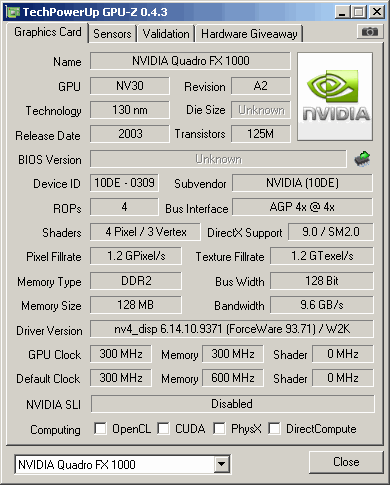 TechPowerUp GPU-Z 0.4.3
Graphics Card Sensors Validation Hardware Giveaway
Name NVIDIA Quadro FX 1000
GPU NV30 Revision A2
Technology 130 nm Die Size Unknown
Release Date 2003 Transistors 125M
NVIDIA
BIOS Version Unknown
Device ID 10DE - 0309 Subvendor NVIDIA (10DE)
ROPs 4 Bus Interface AGP 4x @ 4x
Shaders 4 Pixel / 3 Vertex DirectX Support 9.0 / SM2.0
Pixel Fillrate 1.2 GPixel/s Texture Fillrate 1.2 GTexel/s
Memory Type DDR2 Bus Width 128 Bit
Memory Size 128 MB Bandwidth 9.6 GB/s
Driver Version nv4_disp 6.14.10.9371 (ForceWare 93.71) / W2K
GPU Clock 300 MHz Memory 600 MHz Shader 0 MHz
Default Clock 300 MHz Memory 600 MHz Shader 0 MHz
NVIDIA SLI Disabled
Computing OpenCL CUDA PhysX DirectCompute
NVIDIA Quadro FX 1000 Close